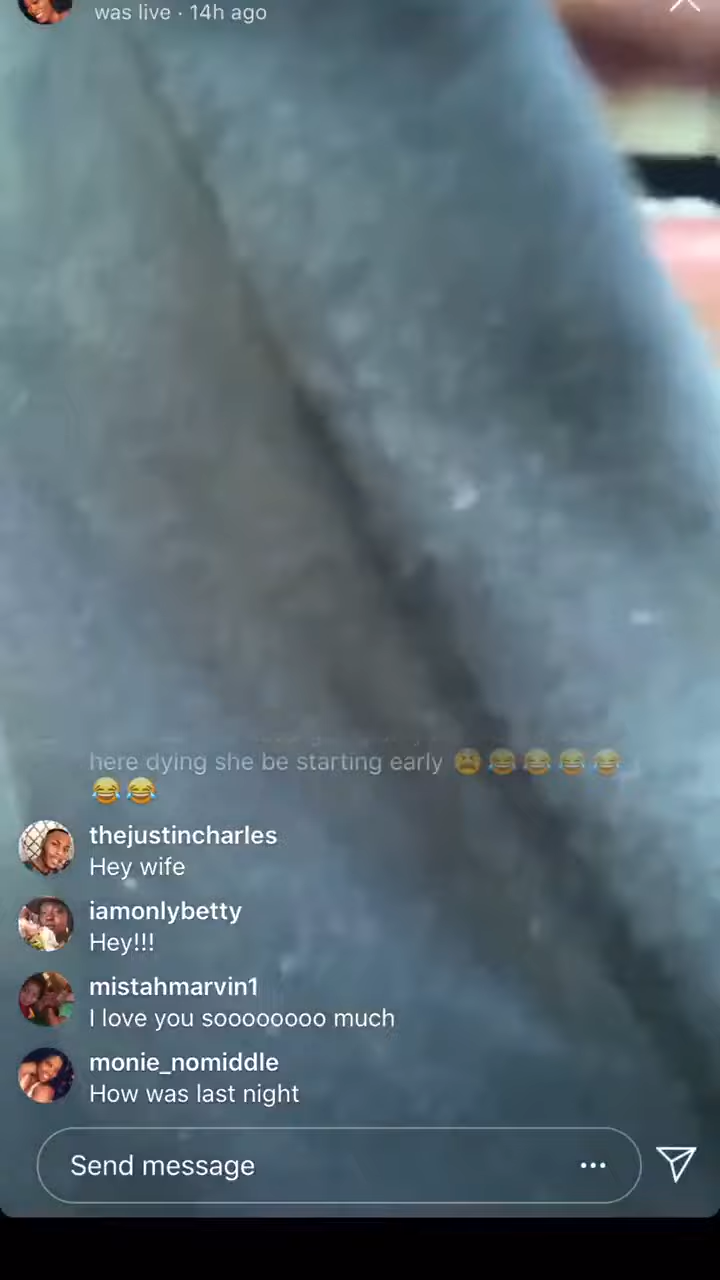 was live · 14h ago
here dying she be starting early 😫😂😂😂😂
😂😂
thejustincharles
Hey wife
iamonlybetty
Hey!!!
mistahmarvin1
I love you soooooooo much
monie_nomiddle
How was last night
Send message